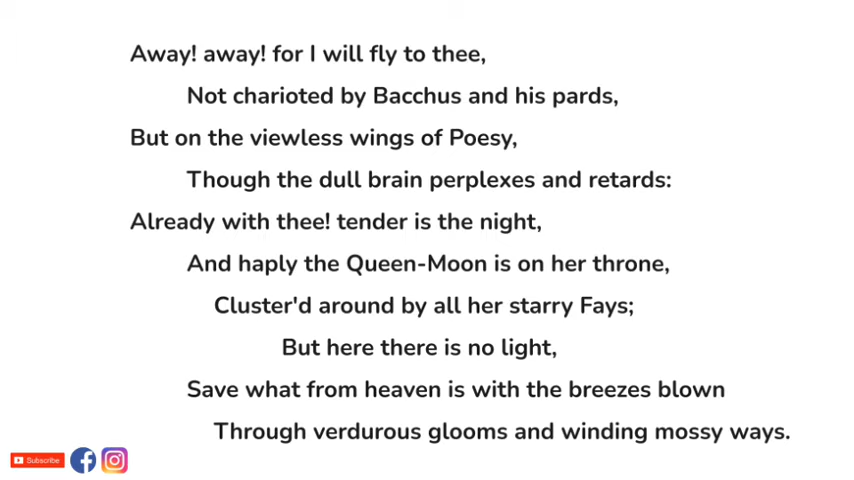 Away! away! for I will fly to thee,
Not charioted by Bacchus and his pards,
But on the viewless wings of Poesy,
Though the dull brain perplexes and retards:
Already with thee! tender is the night,
And haply the Queen-Moon is on her throne,
Cluster'd around by all her starry Fays;
But here there is no light,
Save what from heaven is with the breezes blown
Through verdurous glooms and winding mossy ways.
Subscribe